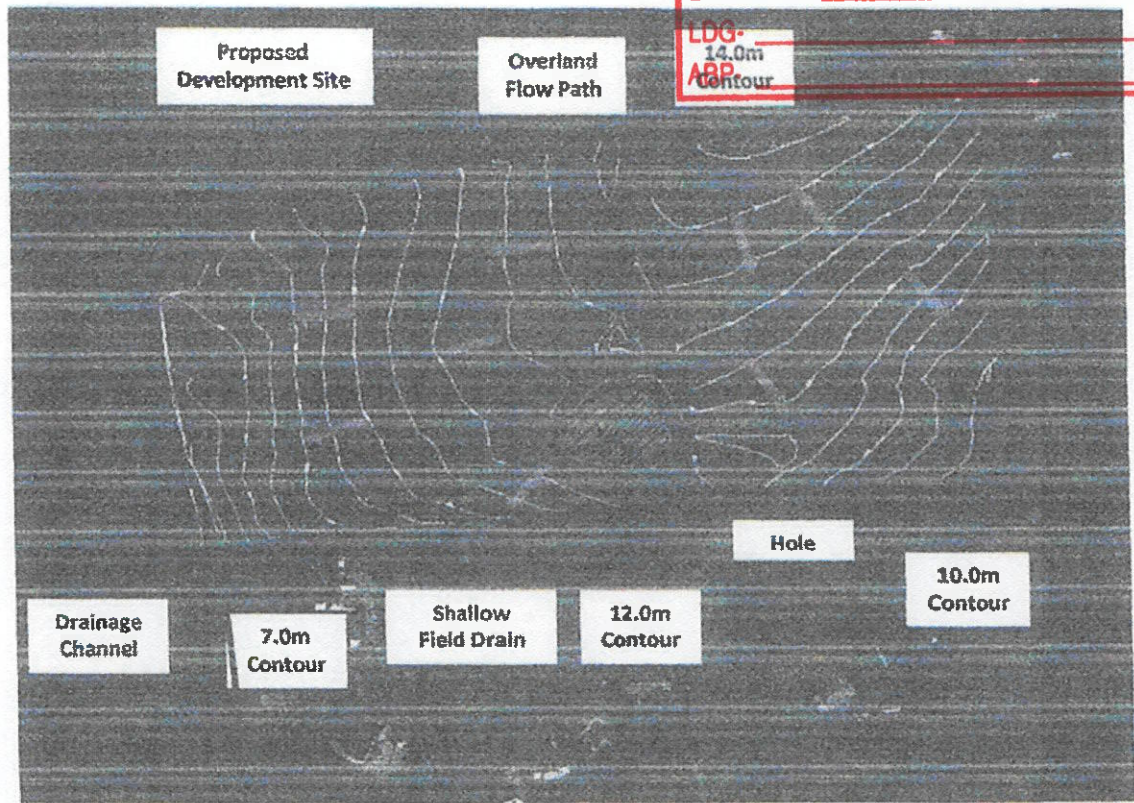 LDG-
ABP-
Proposed
Development Site
Overland
Flow Path
14.0m
Contour
Hole
10.0m
Contour
Drainage
Channel
7.0m
Contour
Shallow
Field Drain
12.0m
Contour